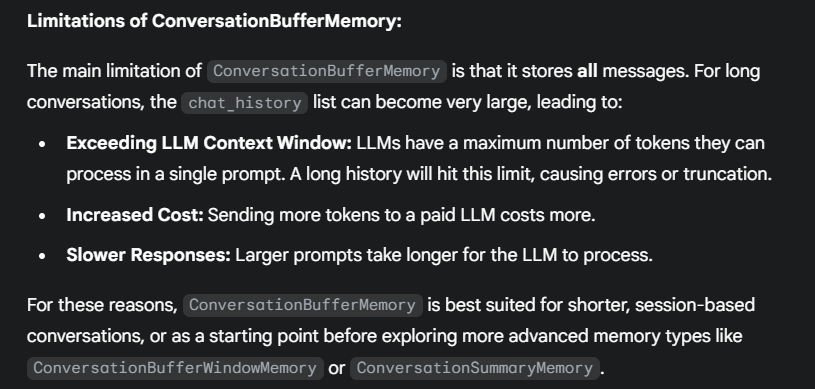 Limitations of ConversationBufferMemory:
The main limitation of ConversationBufferMemory is that it stores all messages. For long
conversations, the chat_history list can become very large, leading to:
• Exceeding LLM Context Window: LLMs have a maximum number of tokens they can
process in a single prompt. A long history will hit this limit, causing errors or truncation.
• Increased Cost: Sending more tokens to a paid LLM costs more.
• Slower Responses: Larger prompts take longer for the LLM to process.
For these reasons, ConversationBufferMemory is best suited for shorter, session-based
conversations, or as a starting point before exploring more advanced memory types like
ConversationBufferWindowMemory or ConversationSummaryMemory.